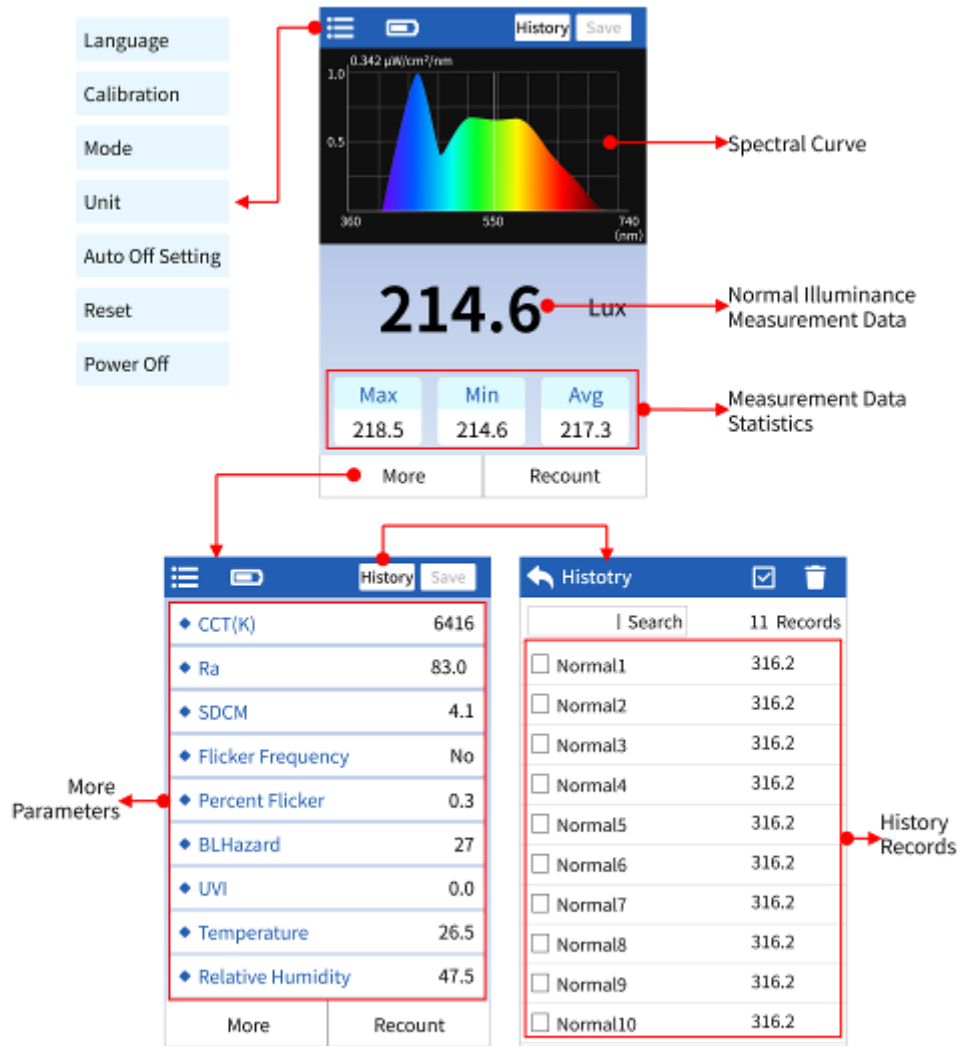 Language
Calibration
Mode
Unit
Auto Off Setting
Reset
Power Off
History Save
0.342 μW/cm²/nm
1.0
0.5
360 550 740
(nm)
Spectral Curve
214.6 Lux
Normal Illuminance
Measurement Data
Max Min Avg
218.5 214.6 217.3
Measurement Data
Statistics
More Recount
History Save
CCT(K) 6416
Ra 83.0
SDCM 4.1
Flicker Frequency No
Percent Flicker 0.3
BLHazard 27
UVI 0.0
Temperature 26.5
Relative Humidity 47.5
More Recount
More
Parameters
Histotry
| Search 11 Records
Normal1 316.2
Normal2 316.2
Normal3 316.2
Normal4 316.2
Normal5 316.2
Normal6 316.2
Normal7 316.2
Normal8 316.2
Normal9 316.2
Normal10 316.2
History
Records